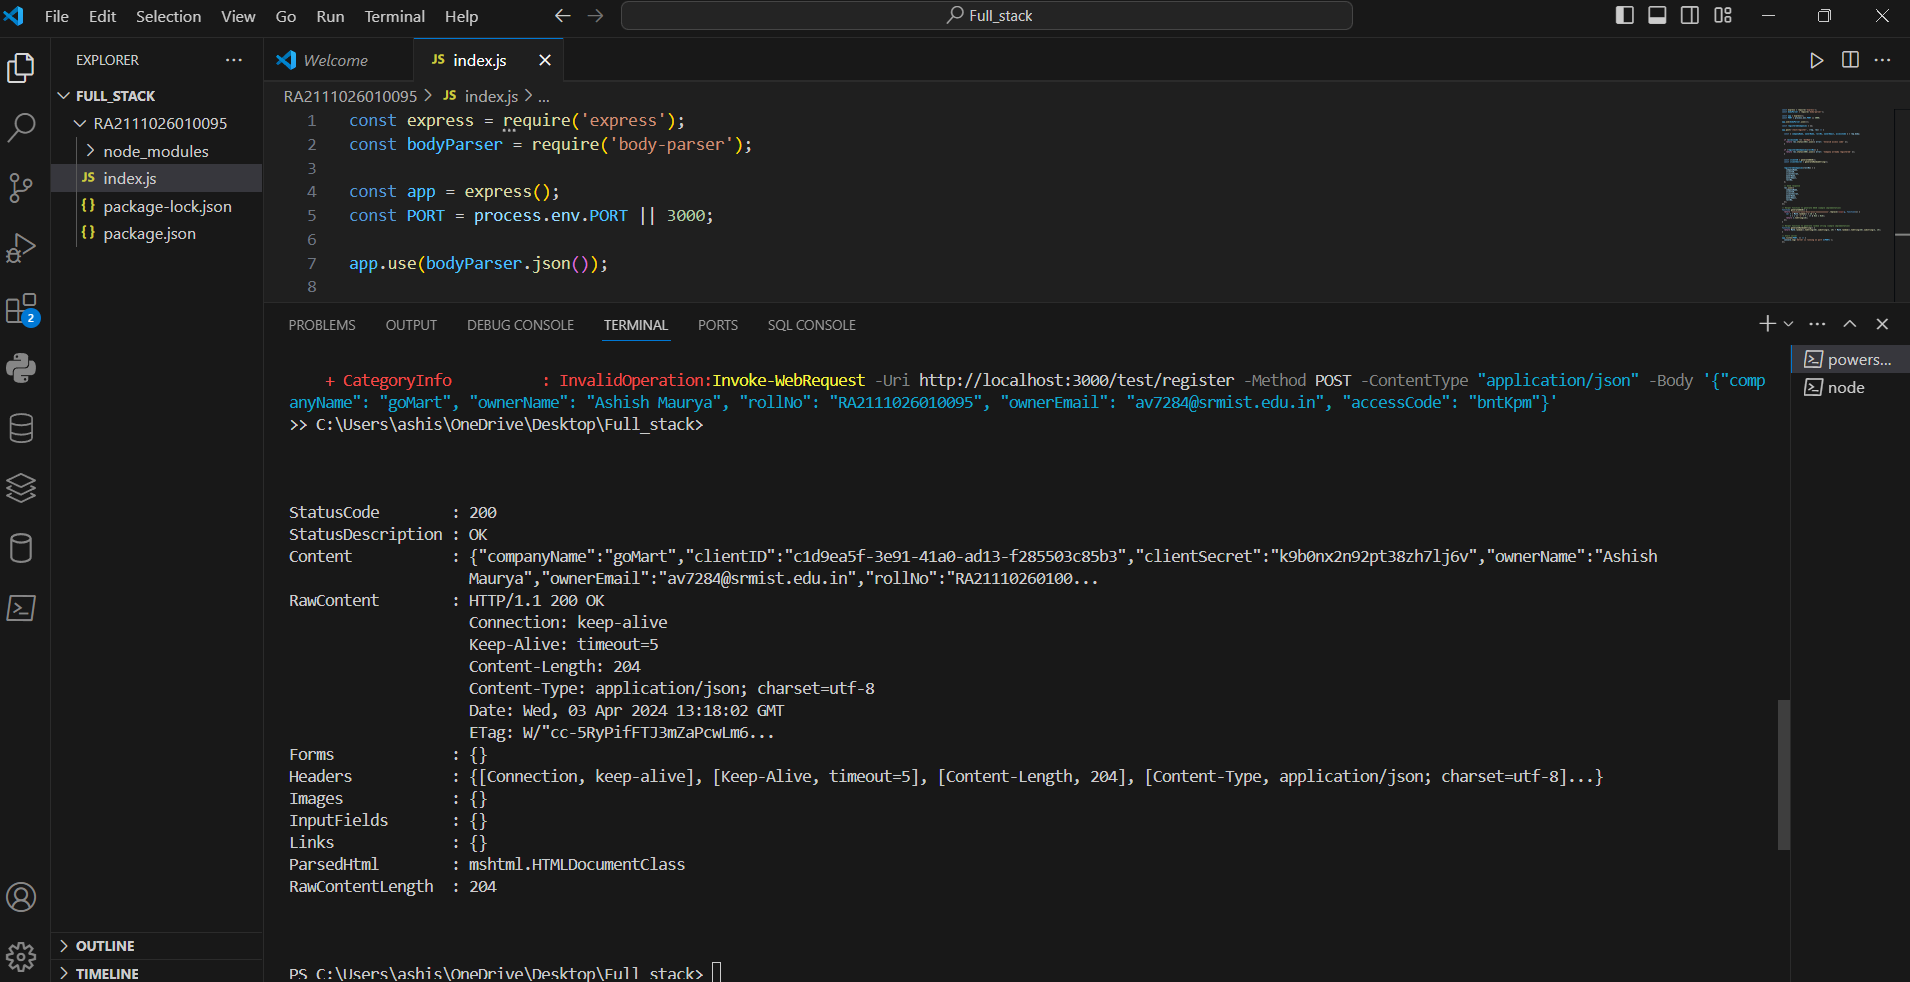 File Edit Selection View Go Run Terminal Help
Full_stack
EXPLORER
FULL_STACK
RA2111026010095
node_modules
JS index.js
{} package-lock.json
{} package.json
2
OUTLINE
TIMELINE
Welcome
JS index.js
RA2111026010095 > JS index.js > ...
1 const express = require('express');
2 const bodyParser = require('body-parser');
3
4 const app = express();
5 const PORT = process.env.PORT || 3000;
6
7 app.use(bodyParser.json());
8
PROBLEMS OUTPUT DEBUG CONSOLE TERMINAL PORTS SQL CONSOLE
powers...
node
+ CategoryInfo : InvalidOperation:Invoke-WebRequest -Uri http://localhost:3000/test/register -Method POST -ContentType "application/json" -Body '{"comp
anyName": "goMart", "ownerName": "Ashish Maurya", "rollNo": "RA2111026010095", "ownerEmail": "av7284@srmist.edu.in", "accessCode": "bntKpm"}'
>> C:\Users\ashis\OneDrive\Desktop\Full_stack>
StatusCode : 200
StatusDescription : OK
Content : {"companyName":"goMart","clientID":"c1d9ea5f-3e91-41a0-ad13-f285503c85b3","clientSecret":"k9b0nx2n92pt38zh7lj6v","ownerName":"Ashish
Maurya","ownerEmail":"av7284@srmist.edu.in","rollNo":"RA21110260100...
RawContent : HTTP/1.1 200 OK
Connection: keep-alive
Keep-Alive: timeout=5
Content-Length: 204
Content-Type: application/json; charset=utf-8
Date: Wed, 03 Apr 2024 13:18:02 GMT
ETag: W/"cc-5RyPifFTJ3mZaPcwLm6...
Forms : {}
Headers : {[Connection, keep-alive], [Keep-Alive, timeout=5], [Content-Length, 204], [Content-Type, application/json; charset=utf-8]...}
Images : {}
InputFields : {}
Links : {}
ParsedHtml : mshtml.HTMLDocumentClass
RawContentLength : 204
PS C:\Users\ashis\OneDrive\Desktop\Full_stack>